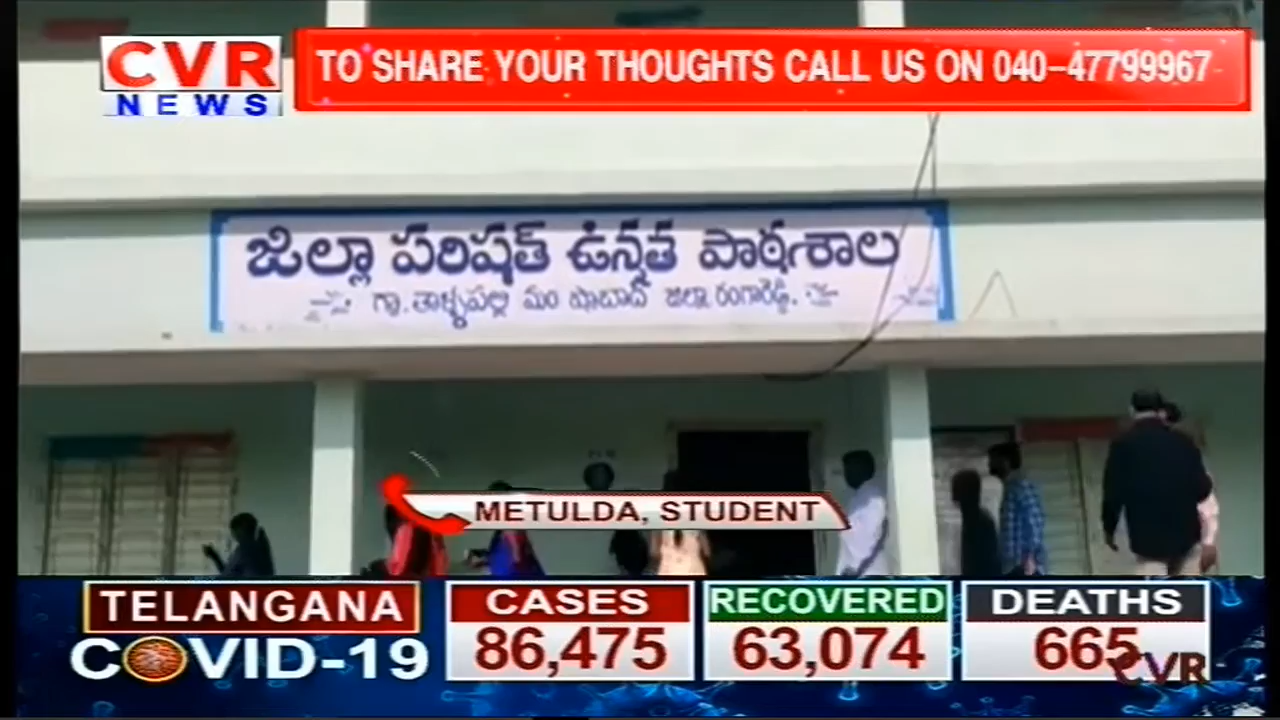 CVR
NEWS
TO SHARE YOUR THOUGHTS CALL US ON 040-47799967
జిల్లా పరిషత్ ఉన్నత పాఠశాల
గ్రా.తాళ్ళపల్లి మం షాబాద్ జిల్లా రంగారెడ్డి.
METULDA, STUDENT
TELANGANA
COVID-19
CASES
86,475
RECOVERED
63,074
DEATHS
665
CVR